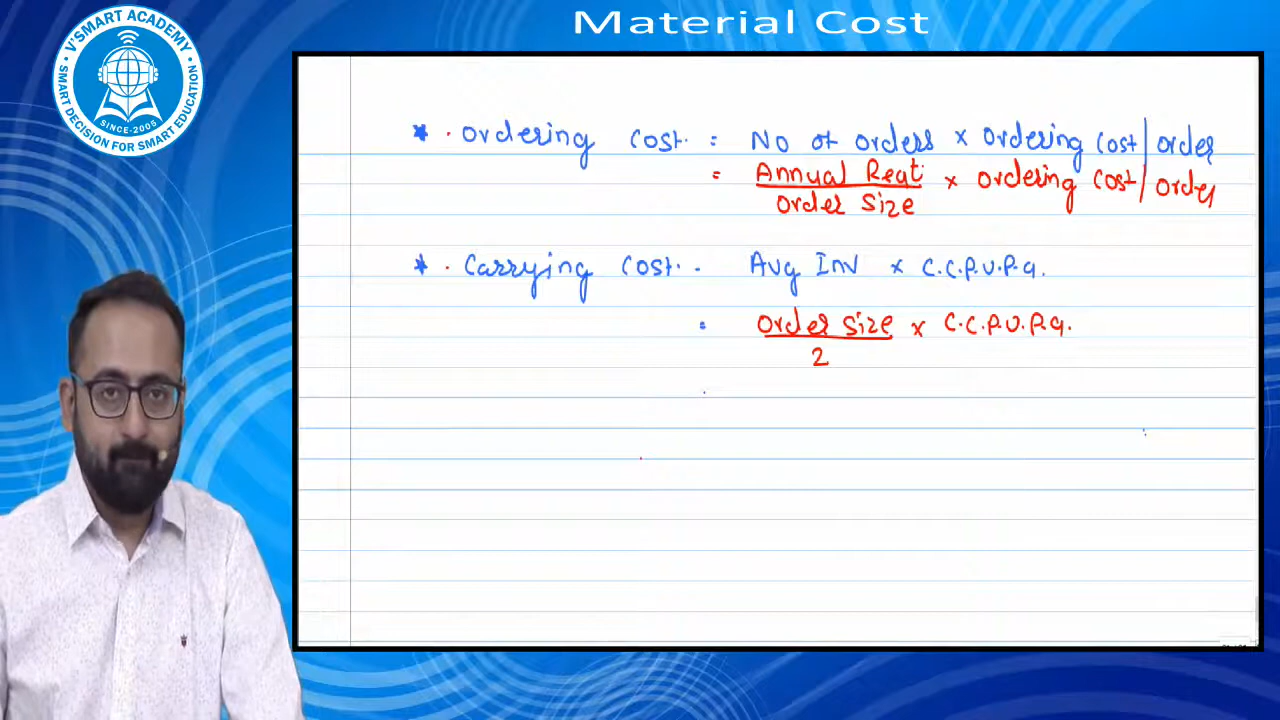 Material Cost
V'SMART ACADEMY
SINCE-2005
SMART DECISION FOR SMART EDUCATION
* . Ordering Cost. = No of orders × ordering Cost | order
= Annual Reqt. × ordering Cost | order
order size
* . Carrying Cost. - Avg Inv × C.C.P.U.P.a.
= order size × C.C.P.U.P.a.
2